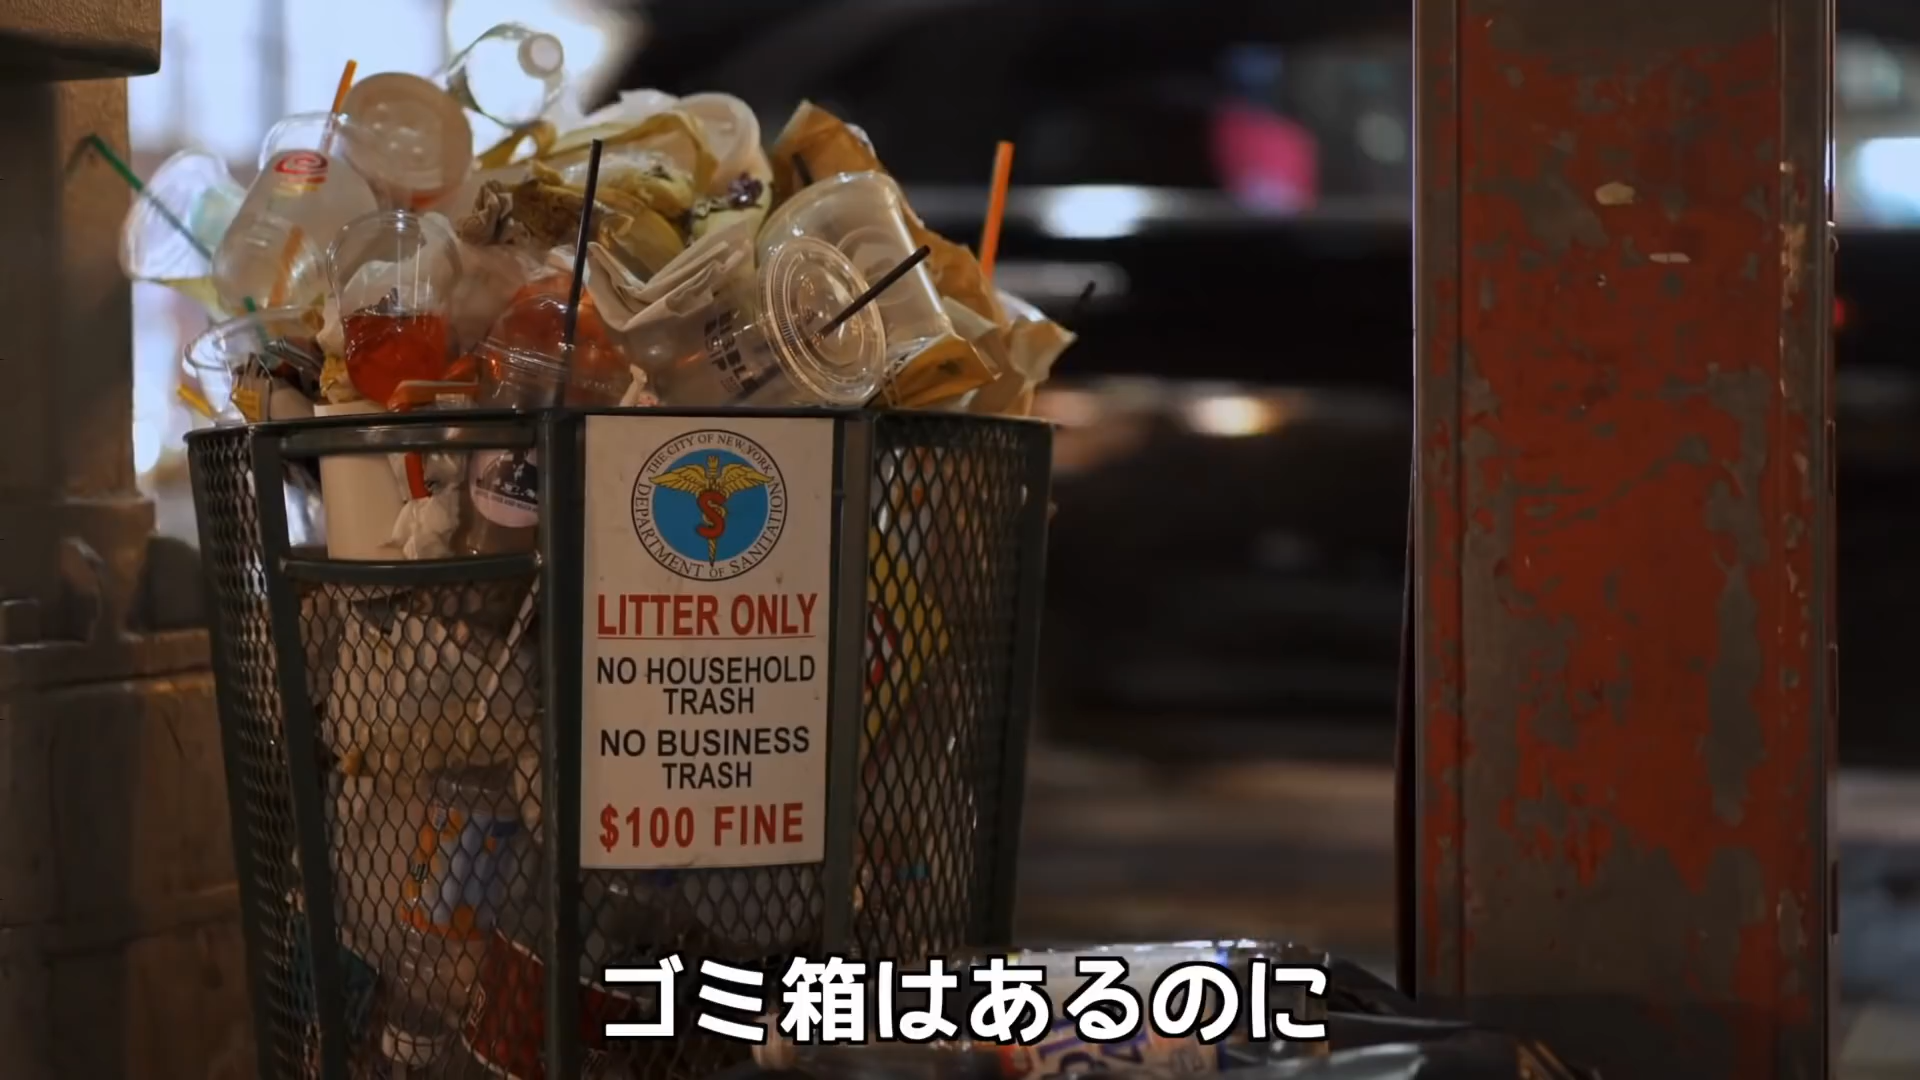 THE CITY OF NEW YORK
DEPARTMENT OF SANITATION
S
LITTER ONLY
NO HOUSEHOLD
TRASH
NO BUSINESS
TRASH
$100 FINE
ゴミ箱はあるのに